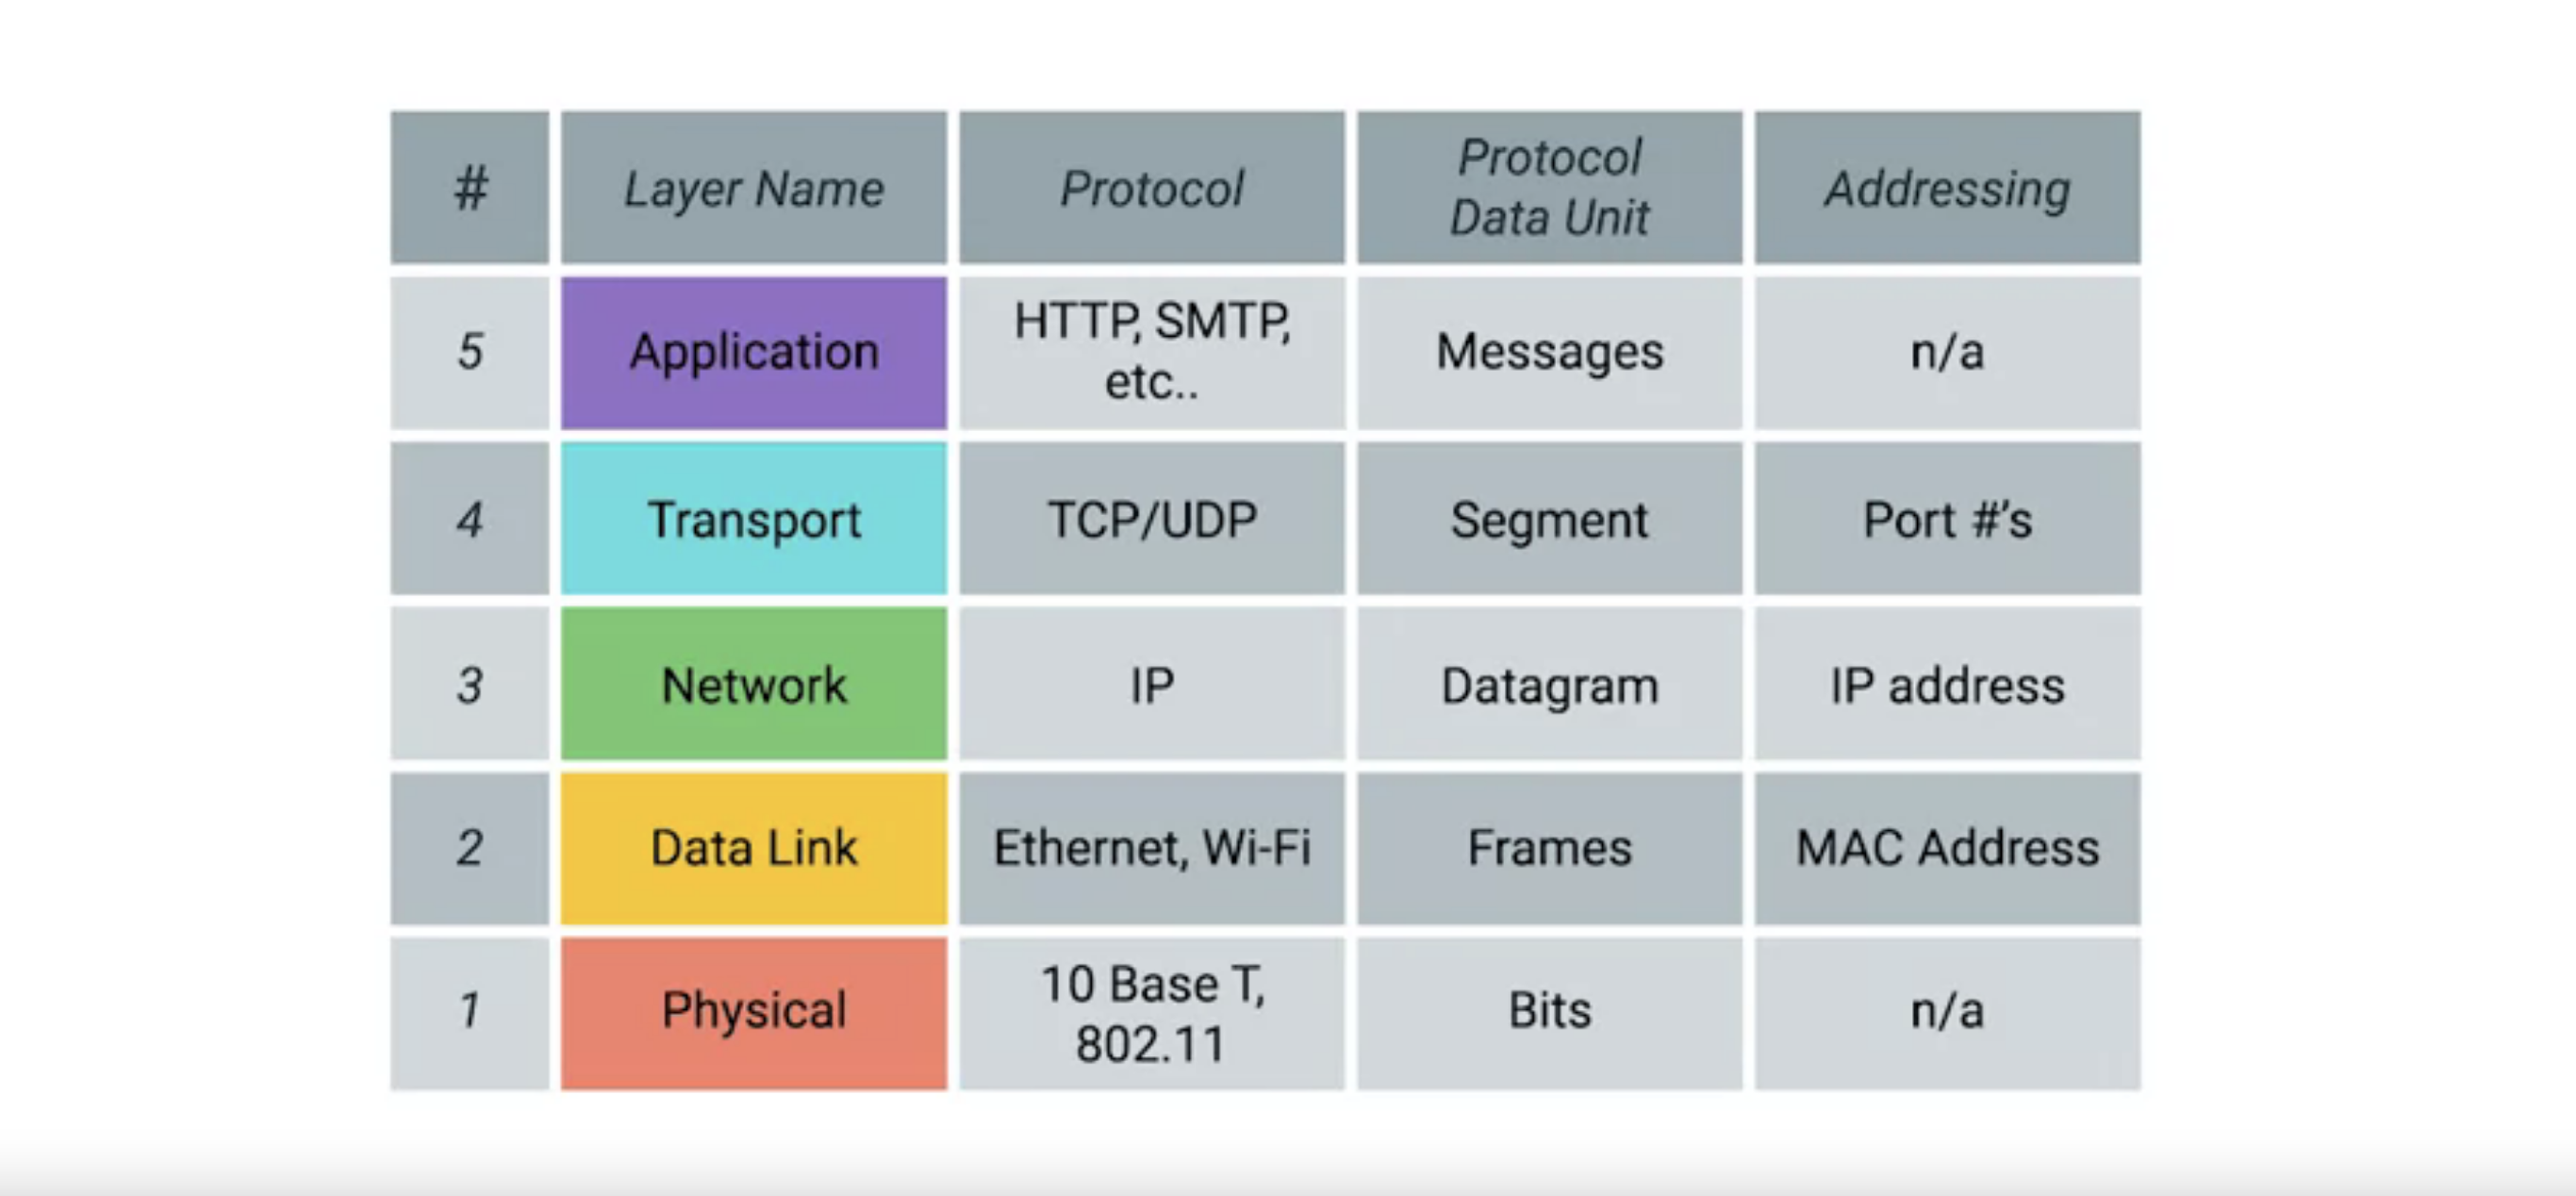 #
Layer Name
Protocol
Protocol
Data Unit
Addressing
5
Application
HTTP, SMTP,
etc..
Messages
n/a
4
Transport
TCP/UDP
Segment
Port #’s
3
Network
IP
Datagram
IP address
2
Data Link
Ethernet, Wi-Fi
Frames
MAC Address
1
Physical
10 Base T,
802.11
Bits
n/a